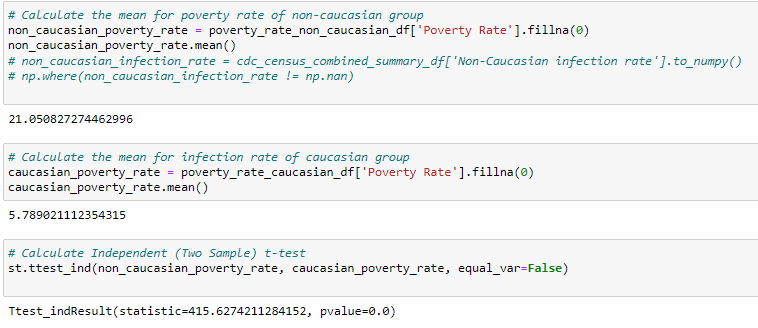 # Calculate the mean for poverty rate of non-caucasian group
non_caucasian_poverty_rate = poverty_rate_non_caucasian_df['Poverty Rate'].fillna(0)
non_caucasian_poverty_rate.mean()
# non_caucasian_infection_rate = cdc_census_combined_summary_df['Non-Caucasian infection rate'].to_numpy()
# np.where(non_caucasian_infection_rate != np.nan)
21.050827274462996
# Calculate the mean for infection rate of caucasian group
caucasian_poverty_rate = poverty_rate_caucasian_df['Poverty Rate'].fillna(0)
caucasian_poverty_rate.mean()
5.789021112354315
# Calculate Independent (Two Sample) t-test
st.ttest_ind(non_caucasian_poverty_rate, caucasian_poverty_rate, equal_var=False)
Ttest_indResult(statistic=415.6274211284152, pvalue=0.0)